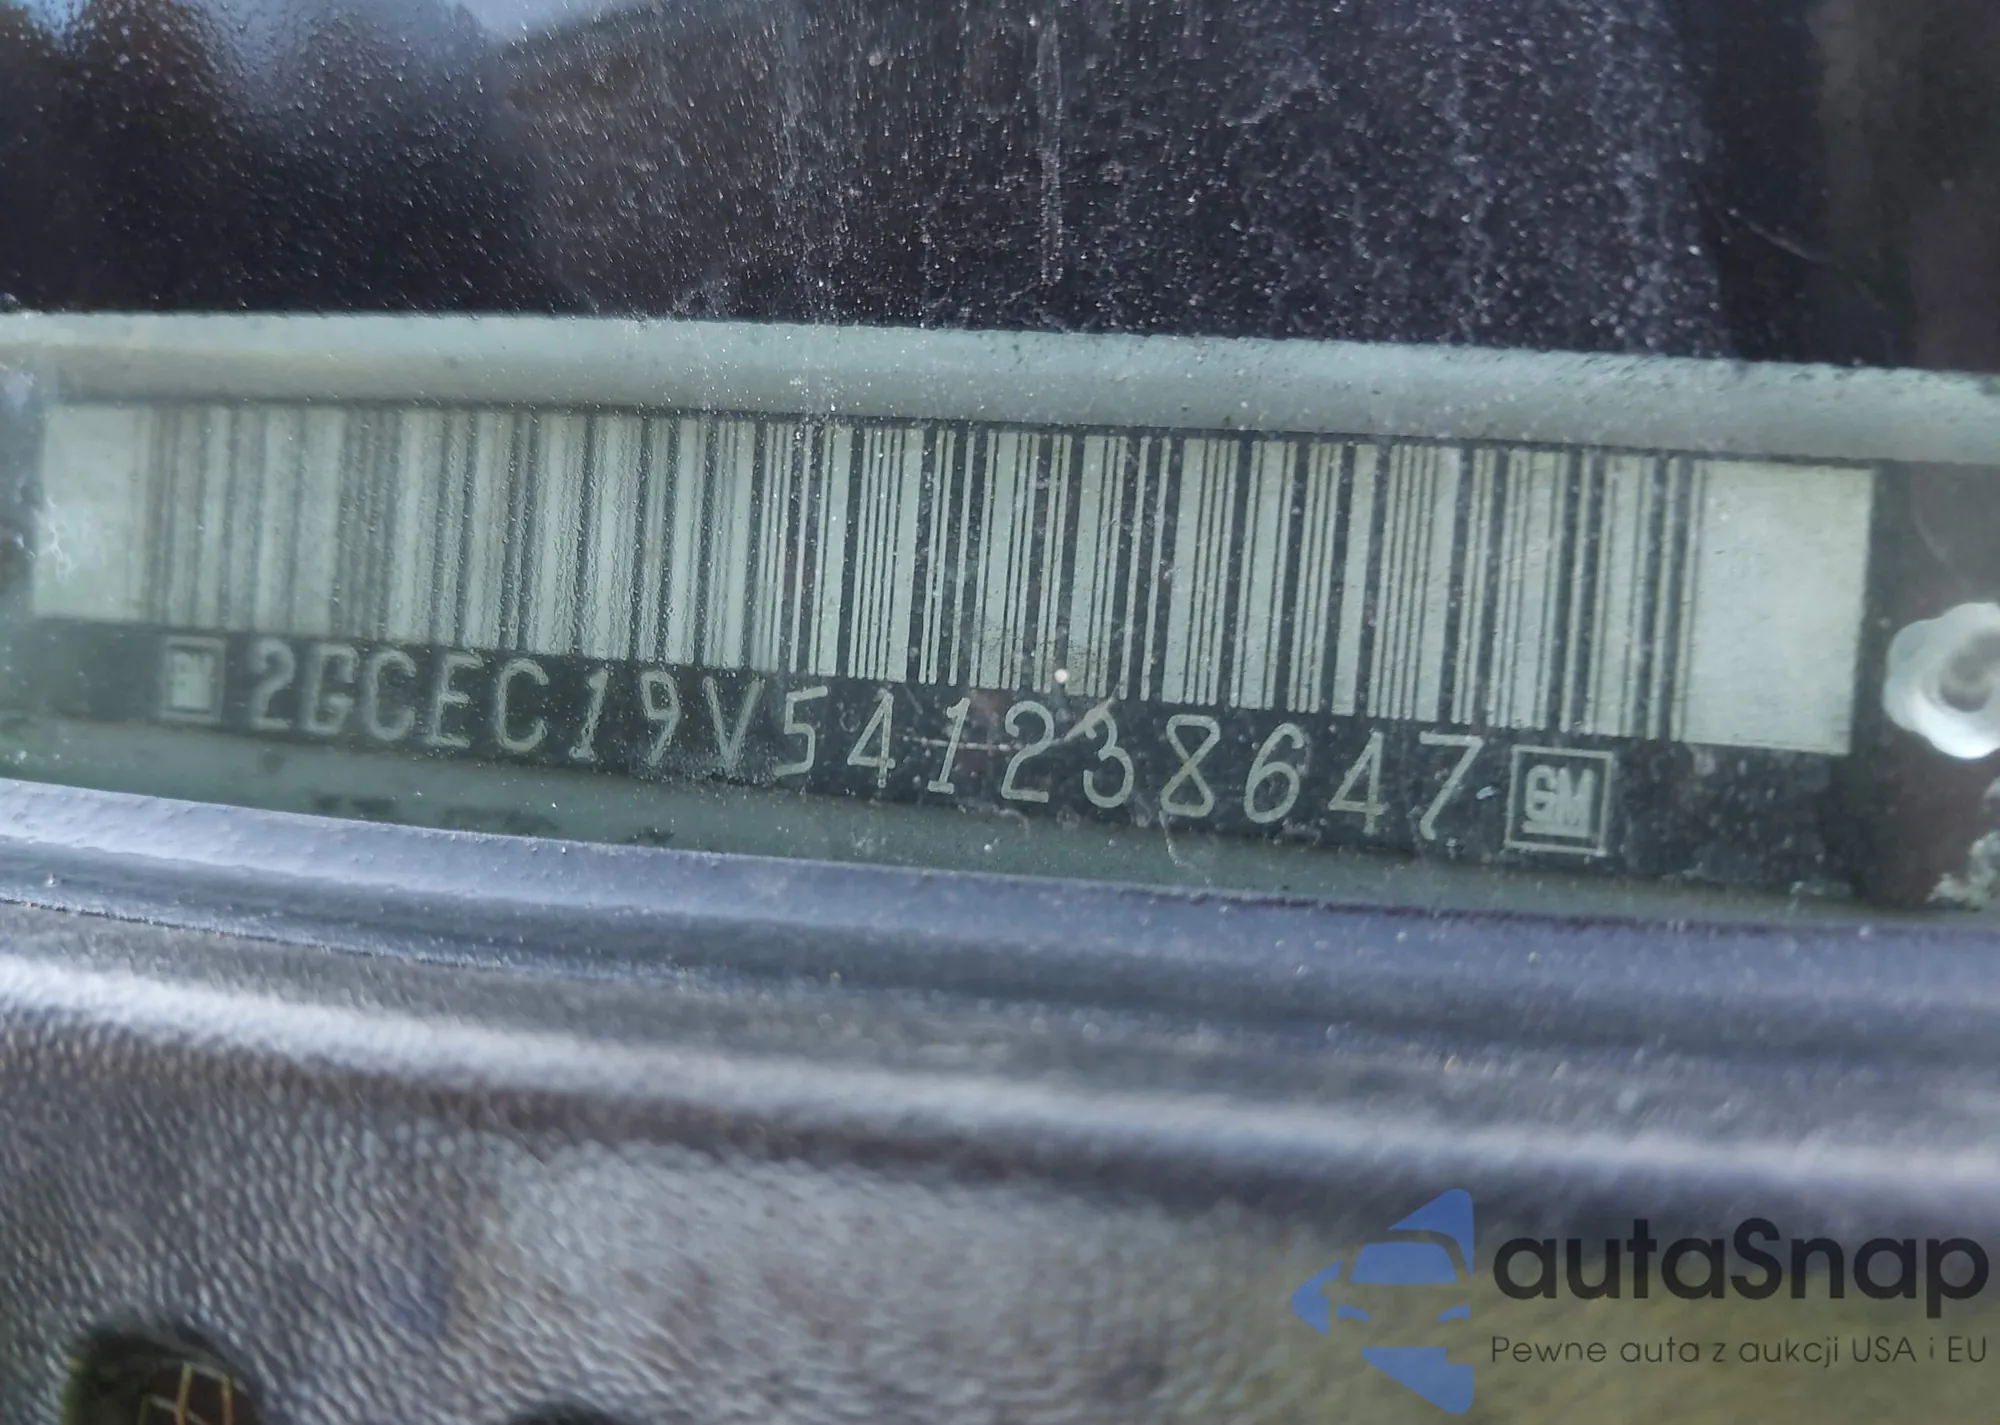 GM 2GCEC19V541238647 GM
autaSnap
Pewne auta z aukcji USA i EU